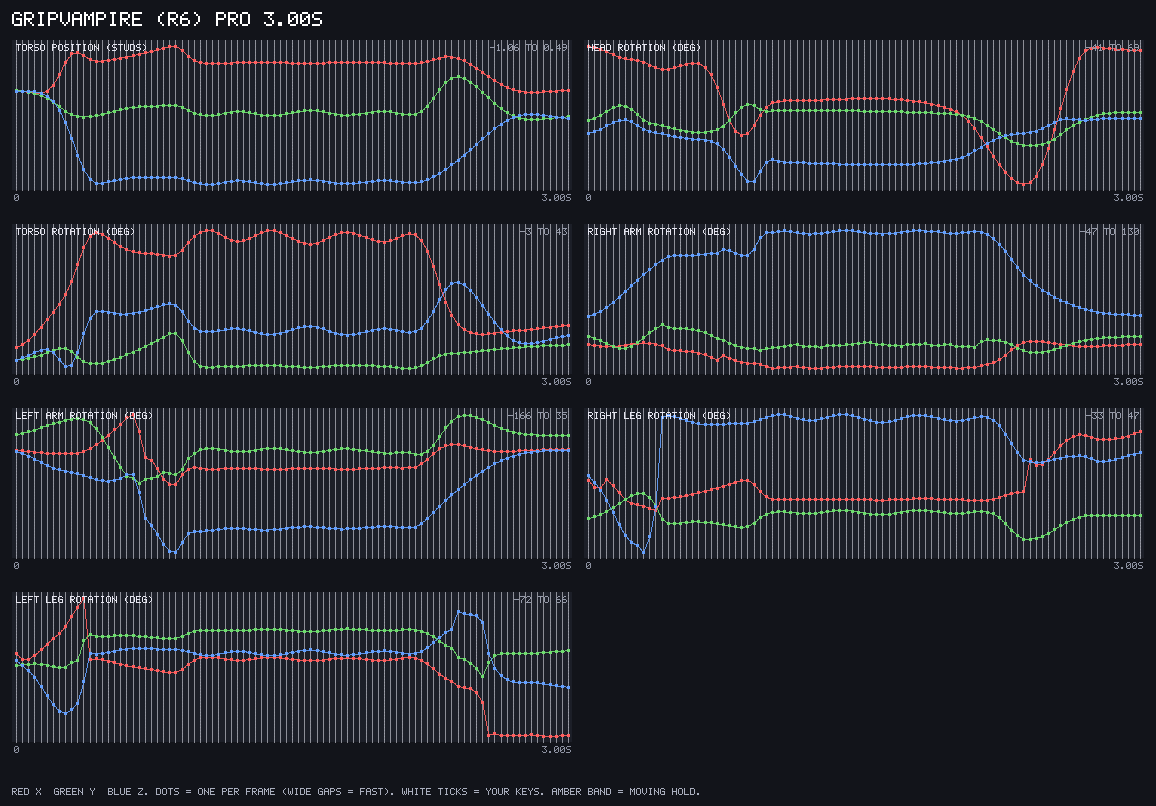 GRIPVAMPIRE (R6) PRO 3.00S
TORSO POSITION (STUDS) -1.06 TO 0.49
0 3.00S
HEAD ROTATION (DEG) TO
0 3.00S
TORSO ROTATION (DEG) -3 TO 43
0 3.00S
RIGHT ARM ROTATION (DEG) -47 TO 130
0 3.00S
LEFT ARM ROTATION (DEG) -166 TO 35
0 3.00S
RIGHT LEG ROTATION (DEG) -33 TO 47
0 3.00S
LEFT LEG ROTATION (DEG) -72 TO 66
0 3.00S
RED X GREEN Y BLUE Z. DOTS = ONE PER FRAME (WIDE GAPS = FAST). WHITE TICKS = YOUR KEYS. AMBER BAND = MOVING HOLD.